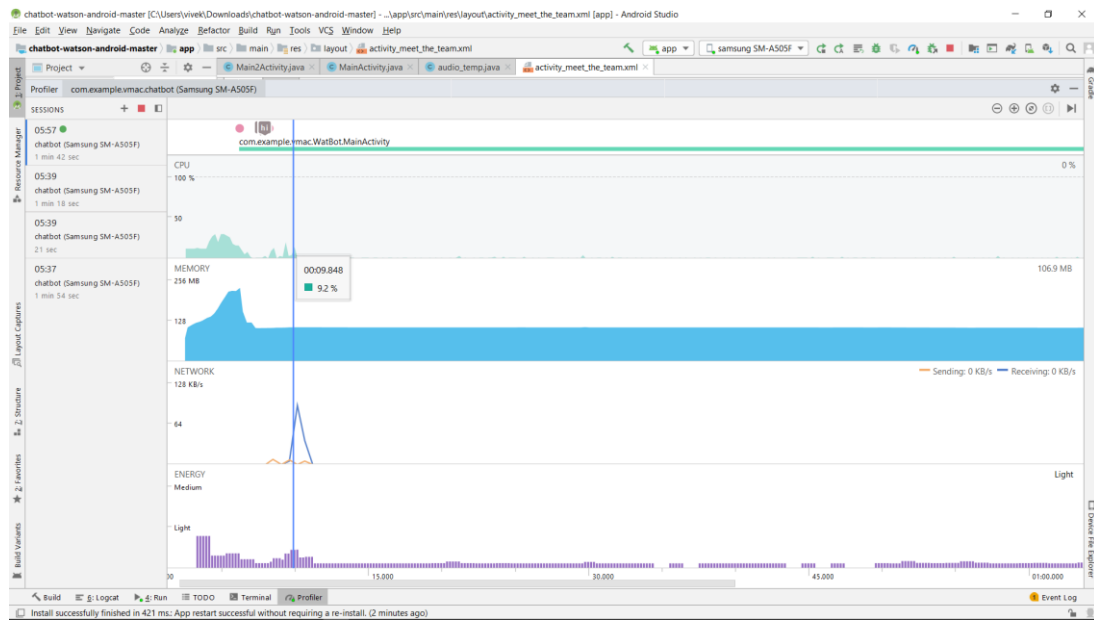 chatbot-watson-android-master [C:\Users\vivek\Downloads\chatbot-watson-android-master] - ...\app\src\main\res\layout\activity_meet_the_team.xml [app] - Android Studio
File Edit View Navigate Code Analyze Refactor Build Run Tools VCS Window Help
chatbot-watson-android-master app src main res layout activity_meet_the_team.xml app samsung SM-A505F
Project Main2Activity.java MainActivity.java audio_temp.java activity_meet_the_team.xml
Profiler com.example.vmac.chatbot (Samsung SM-A505F)
SESSIONS
05:57
chatbot (Samsung SM-A505F)
1 min 42 sec
05:39
chatbot (Samsung SM-A505F)
1 min 18 sec
05:39
chatbot (Samsung SM-A505F)
21 sec
05:37
chatbot (Samsung SM-A505F)
1 min 54 sec
hi
com.example.vmac.WatBot.MainActivity
CPU 0 %
100 %
50
00:09.848
9.2 %
MEMORY 106.9 MB
256 MB
128
NETWORK Sending: 0 KB/s Receiving: 0 KB/s
128 KB/s
64
ENERGY Light
Medium
Light
00 15.000 30.000 45.000 01:00.000
Project
Resource Manager
Layout Captures
Z: Structure
2: Favorites
Build Variants
Gradle
Device File Explorer
Build 6: Logcat 4: Run TODO Terminal Profiler Event Log
Install successfully finished in 421 ms.: App restart successful without requiring a re-install. (2 minutes ago)